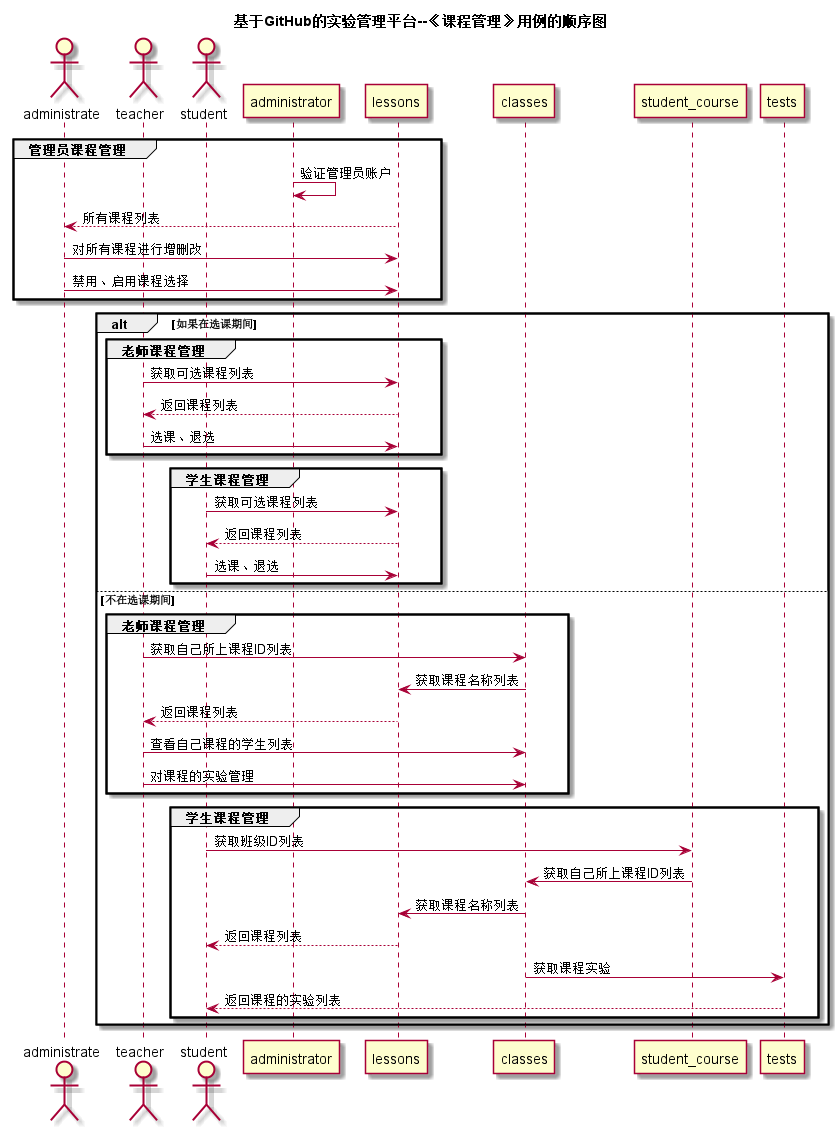 基于GitHub的实验管理平台--《课程管理》用例的顺序图
administrate teacher student administrator lessons classes student_course tests
管理员课程管理
验证管理员账户
所有课程列表
对所有课程进行增删改
禁用、启用课程选择
alt [如果在选课期间]
老师课程管理
获取可选课程列表
返回课程列表
选课、退选
学生课程管理
获取可选课程列表
返回课程列表
选课、退选
[不在选课期间]
老师课程管理
获取自己所上课程ID列表
获取课程名称列表
返回课程列表
查看自己课程的学生列表
对课程的实验管理
学生课程管理
获取班级ID列表
获取自己所上课程ID列表
获取课程名称列表
返回课程列表
获取课程实验
返回课程的实验列表
administrate teacher student administrator lessons classes student_course tests